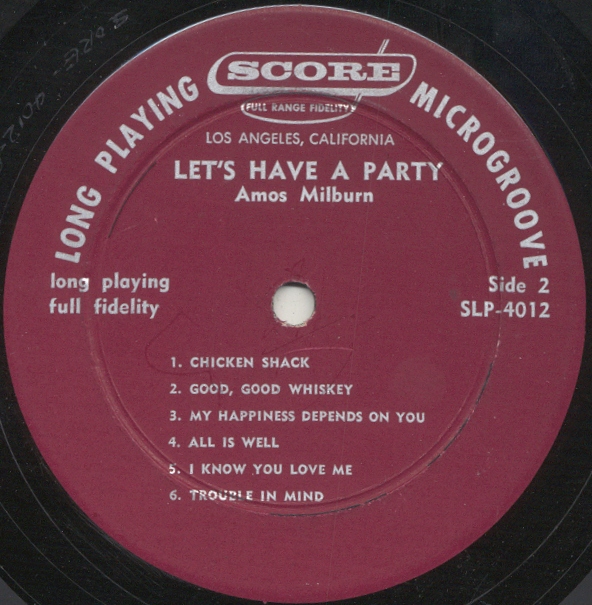 SCORE
FULL RANGE FIDELITY
LONG PLAYING MICROGROOVE
LOS ANGELES, CALIFORNIA
LET'S HAVE A PARTY
Amos Milburn
long playing
full fidelity
Side 2
SLP-4012
1. CHICKEN SHACK
2. GOOD, GOOD WHISKEY
3. MY HAPPINESS DEPENDS ON YOU
4. ALL IS WELL
5. I KNOW YOU LOVE ME
6. TROUBLE IN MIND